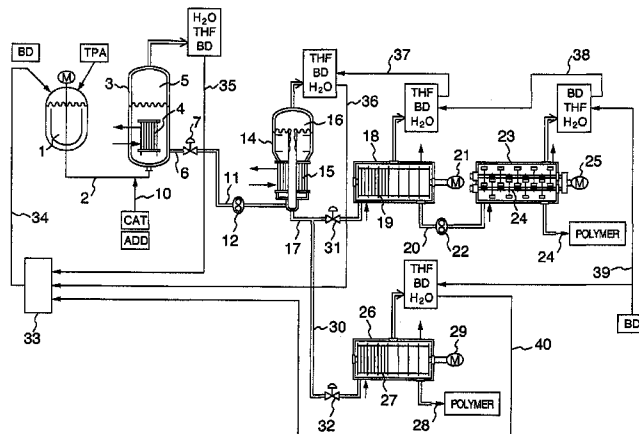 H2O
THF
BD
BD
TPA
M
1
2
3
4
5
6
7
10
CAT
ADD
11
12
14
15
16
17
THF
BD
H2O
18
19
20
M
21
22
THF
BD
H2O
23
24
M
25
BD
THF
H2O
24
POLYMER
26
27
28
M
29
THF
BD
H2O
POLYMER
30
31
32
33
34
35
36
37
38
39
40
BD